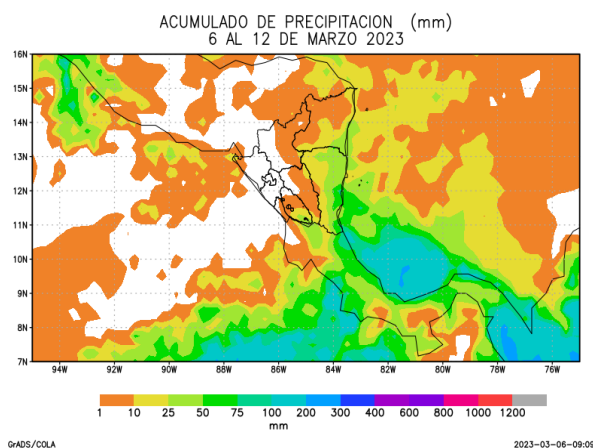 ACUMULADO DE PRECIPITACION (mm)
6 AL 12 DE MARZO 2023
16N
15N
14N
13N
12N
11N
10N
9N
8N
7N
94W 92W 90W 88W 86W 84W 82W 80W 78W 76W
1 10 25 50 75 100 200 300 400 600 800 1000 1200
mm
GrADS/COLA 2023-03-06-09:09